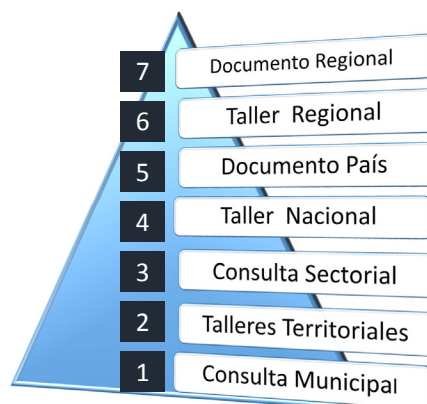 7 Documento Regional
6 Taller Regional
5 Documento País
4 Taller Nacional
3 Consulta Sectorial
2 Talleres Territoriales
1 Consulta Municipal